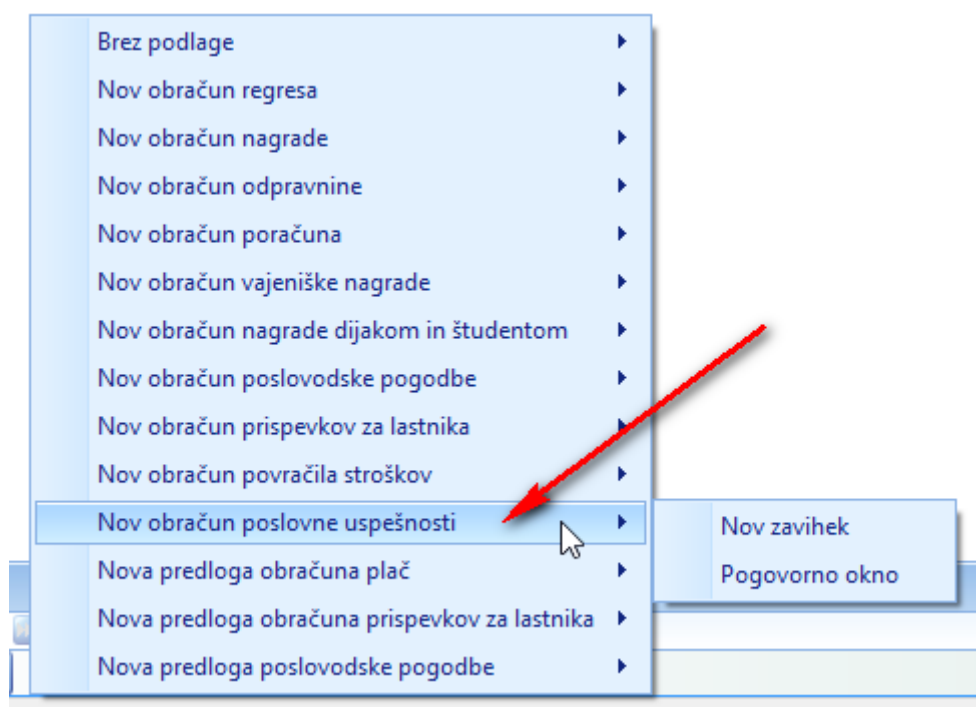 Brez podlage
Nov obračun regresa
Nov obračun nagrade
Nov obračun odpravnine
Nov obračun poračuna
Nov obračun vajeniške nagrade
Nov obračun nagrade dijakom in študentom
Nov obračun poslovodske pogodbe
Nov obračun prispevkov za lastnika
Nov obračun povračila stroškov
Nov obračun poslovne uspešnosti
Nov zavihek
Pogovorno okno
Nova predloga obračuna plač
Nova predloga obračuna prispevkov za lastnika
Nova predloga poslovodske pogodbe